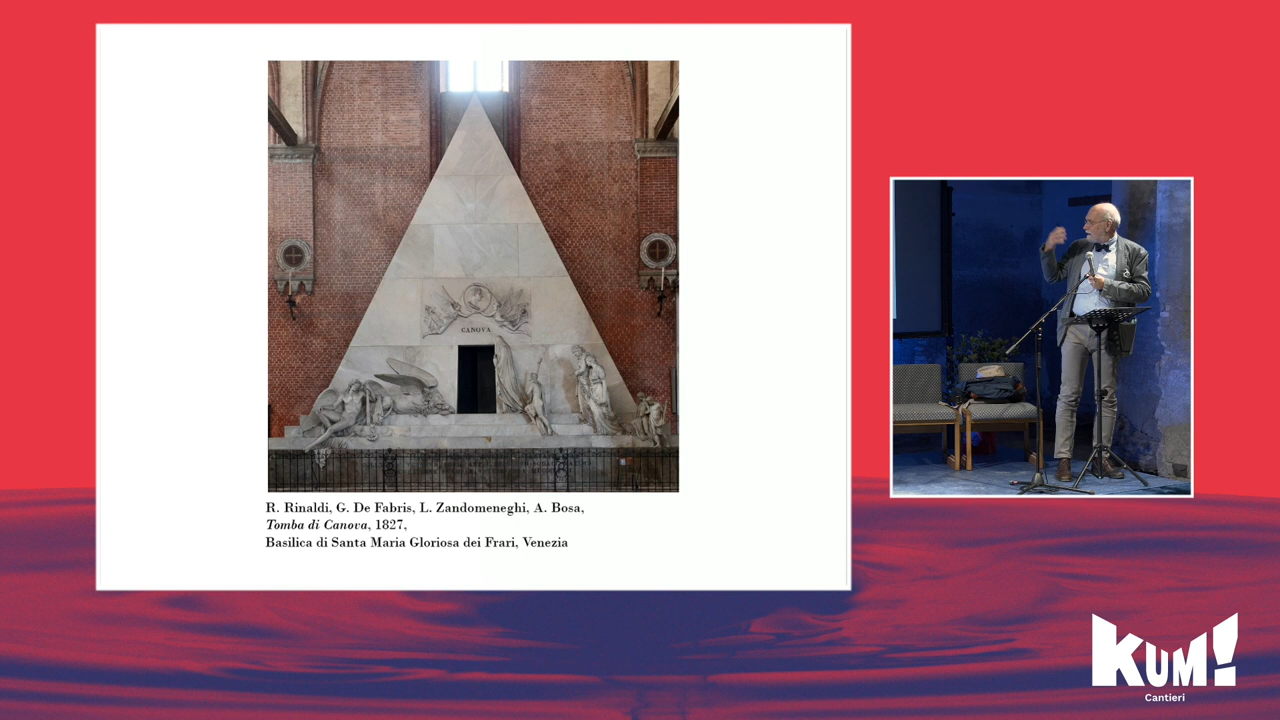 CANOVA
R. Rinaldi, G. De Fabris, L. Zandomeneghi, A. Bosa,
Tomba di Canova, 1827,
Basilica di Santa Maria Gloriosa dei Frari, Venezia
KUM!
Cantieri